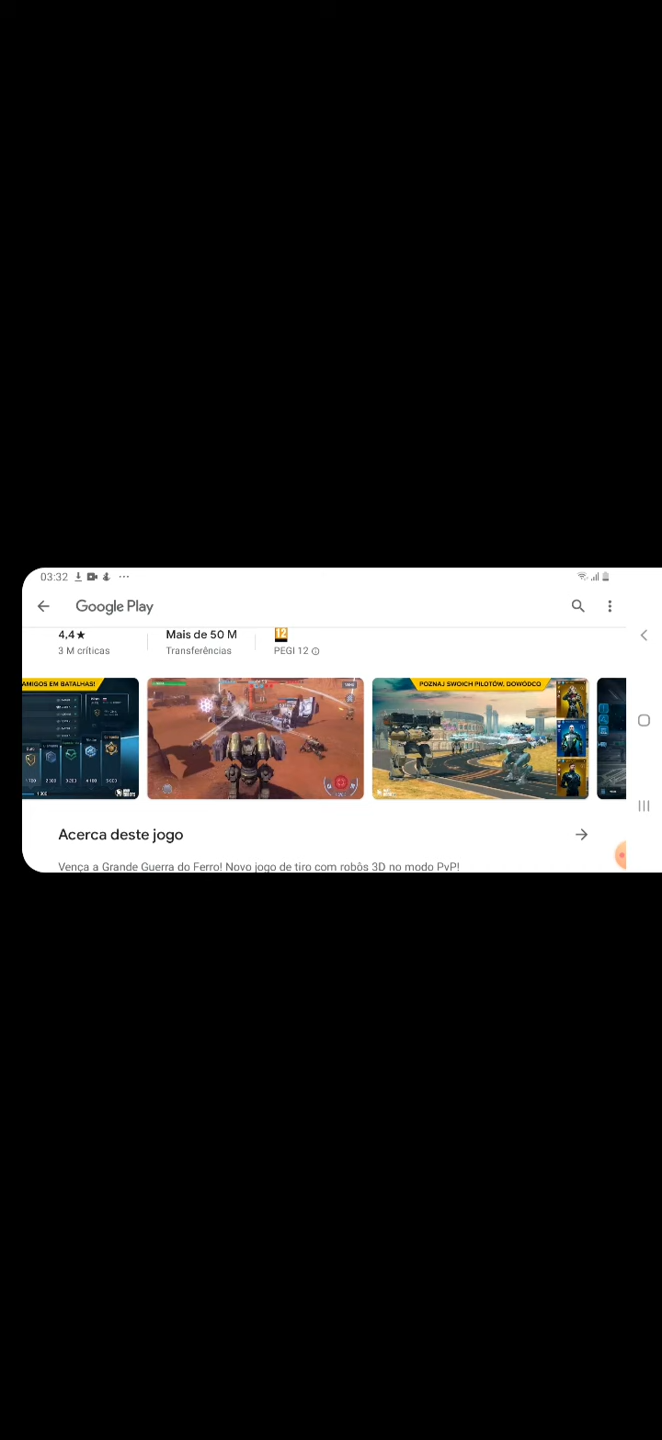 03:32
Google Play
4,4★
3 M críticas
Mais de 50 M
Transferências
12
PEGI 12
AMIGOS EM BATALHAS!
POZNAJ SWOICH PILOTÓW, DOWÓDCO
Acerca deste jogo
Vença a Grande Guerra do Ferro! Novo jogo de tiro com robôs 3D no modo PvP!